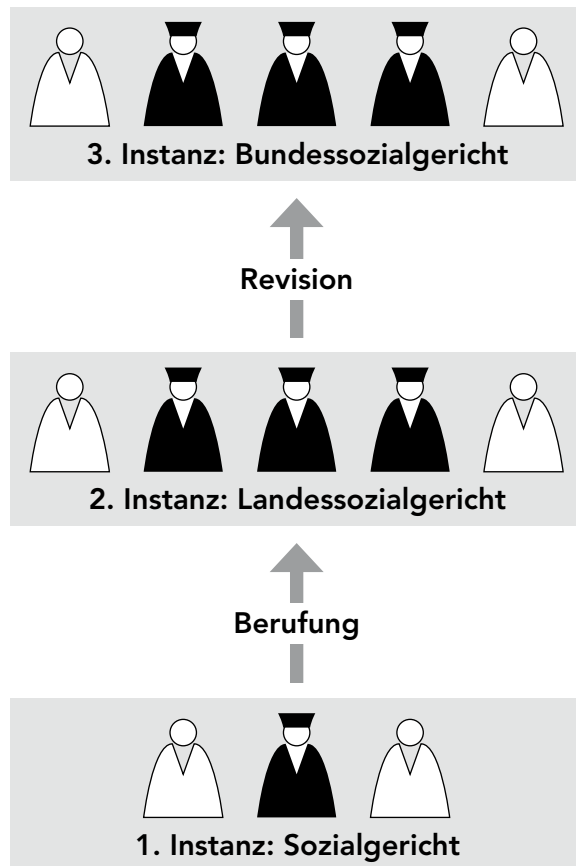 3. Instanz: Bundessozialgericht
Revision
2. Instanz: Landessozialgericht
Berufung
1. Instanz: Sozialgericht